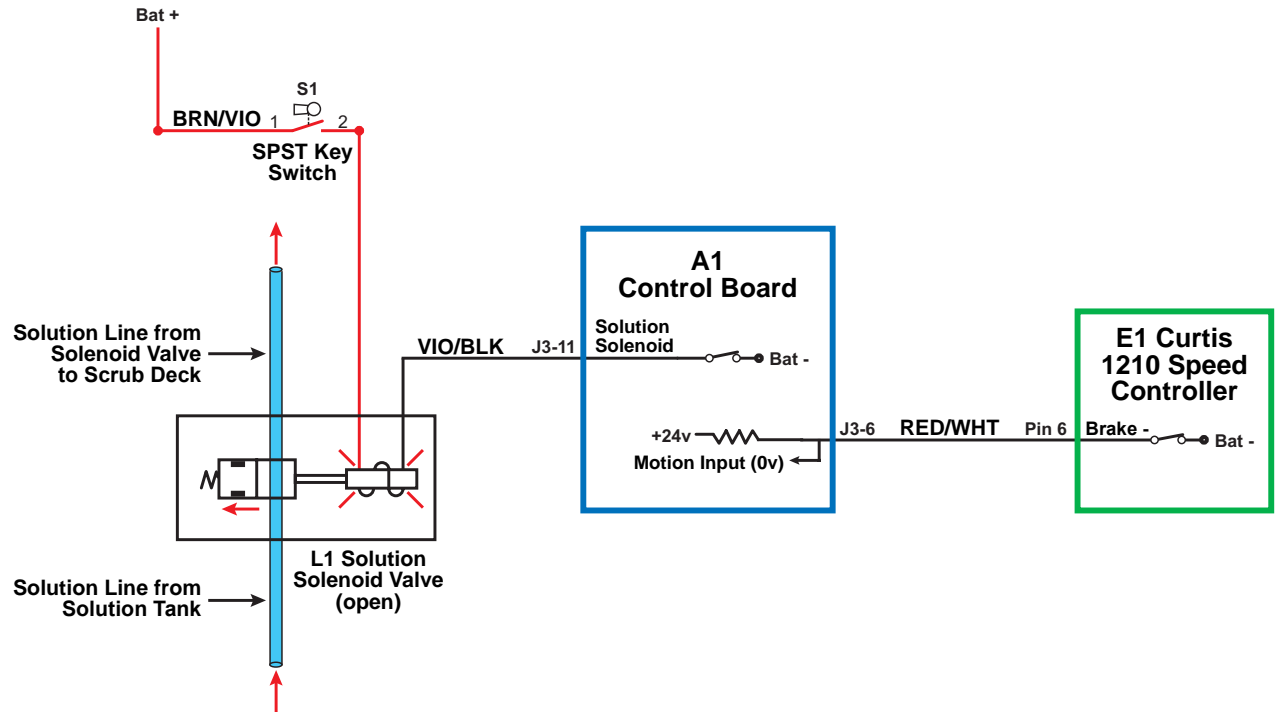 Bat +
S1
BRN/VIO 1 2
SPST Key
Switch
A1
Control Board
Solution Line from
Solenoid Valve
to Scrub Deck
VIO/BLK J3-11
Solution
Solenoid
Bat -
E1 Curtis
1210 Speed
Controller
+24v
J3-6 RED/WHT Pin 6
Brake -
Bat -
Motion Input (0v)
L1 Solution
Solenoid Valve
(open)
Solution Line from
Solution Tank